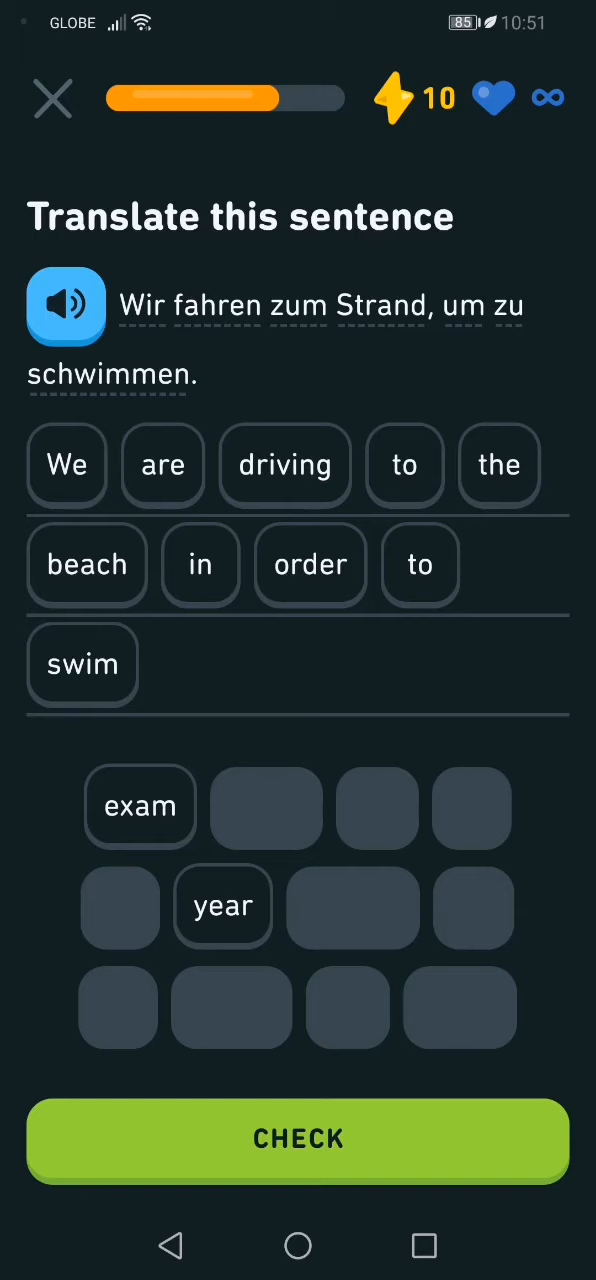 GLOBE 85 10:51
10 ∞
Translate this sentence
Wir fahren zum Strand, um zu
schwimmen.
We are driving to the
beach in order to
swim
exam
year
CHECK